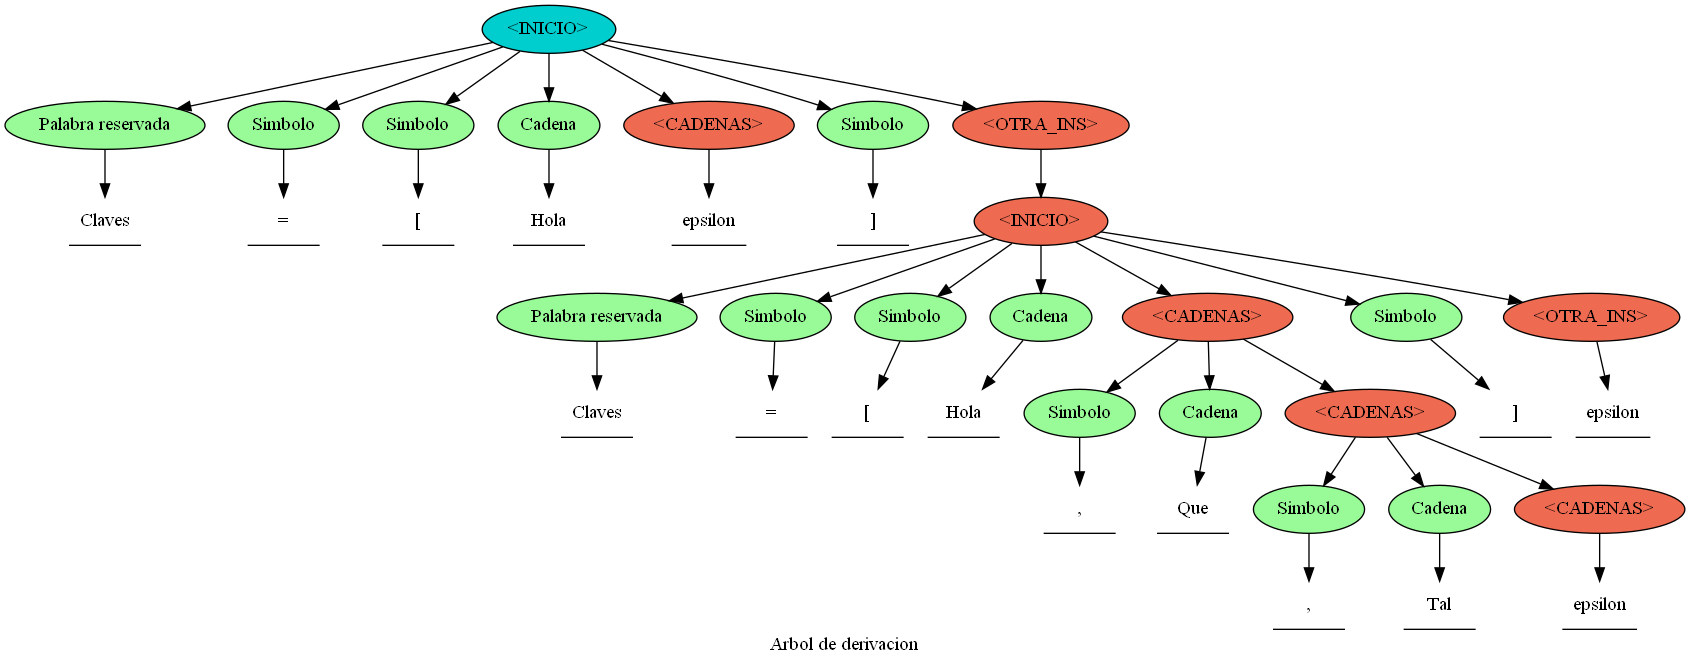 <INICIO>
Palabra reservada Simbolo Simbolo Cadena <CADENAS> Simbolo <OTRA_INS>
Claves = [ Hola epsilon ] <INICIO>
Palabra reservada Simbolo Simbolo Cadena <CADENAS> Simbolo <OTRA_INS>
Claves = [ Hola Simbolo Cadena <CADENAS> ] epsilon
, Que Simbolo Cadena <CADENAS>
, Tal epsilon
Arbol de derivacion